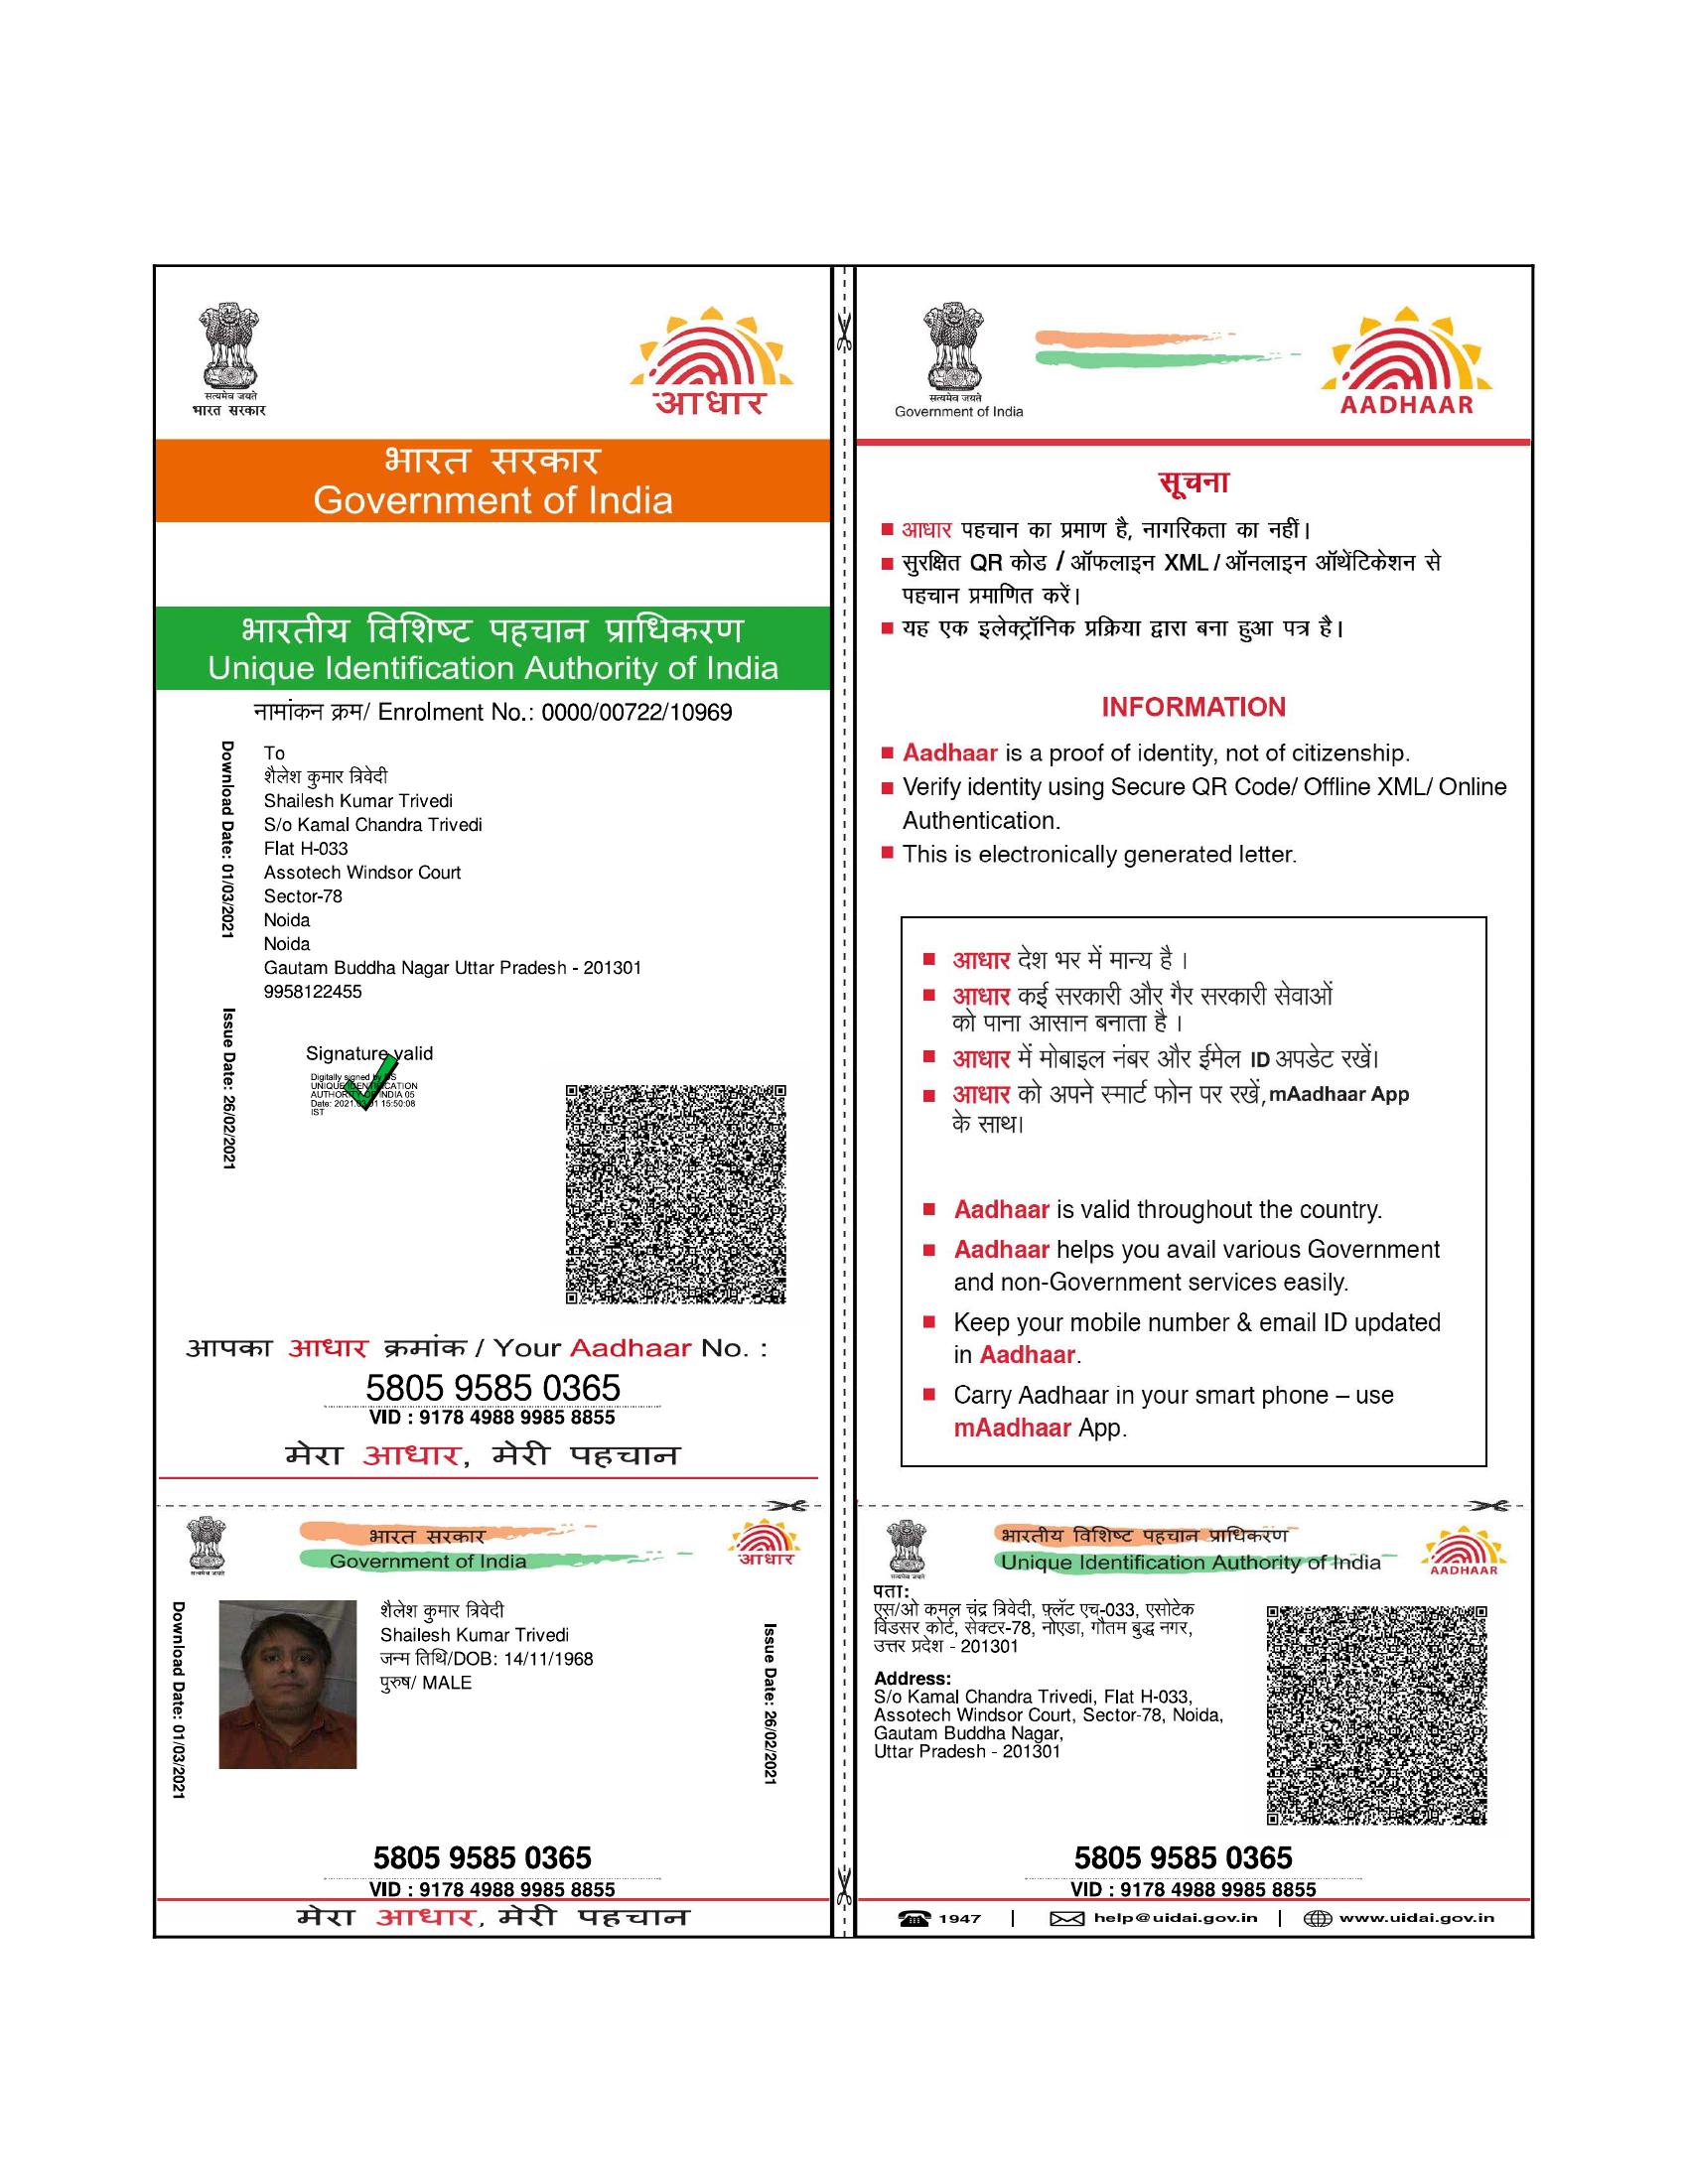 सत्यमेव जयते
भारत सरकार
आधार
भारत सरकार
Government of India
भारतीय विशिष्ट पहचान प्राधिकरण
Unique Identification Authority of India
नामांकन क्रम/ Enrolment No.: 0000/00722/10969
Download Date: 01/03/2021
To
शैलेश कुमार त्रिवेदी
Shailesh Kumar Trivedi
S/o Kamal Chandra Trivedi
Flat H-033
Assotech Windsor Court
Sector-78
Noida
Noida
Gautam Buddha Nagar Uttar Pradesh - 201301
9958122455
Issue Date: 26/02/2021
Signature valid
Digitally signed by DS
UNIQUE IDENTIFICATION
AUTHORITY OF INDIA 05
Date: 2021.03.01 15:50:08
IST
आपका आधार क्रमांक / Your Aadhaar No. :
5805 9585 0365
VID : 9178 4988 9985 8855
मेरा आधार, मेरी पहचान
सत्यमेव जयते
Government of India
AADHAAR
सूचना
आधार पहचान का प्रमाण है, नागरिकता का नहीं।
सुरक्षित QR कोड / ऑफलाइन XML / ऑनलाइन ऑथेंटिकेशन से
पहचान प्रमाणित करें।
यह एक इलेक्ट्रॉनिक प्रक्रिया द्वारा बना हुआ पत्र है।
INFORMATION
Aadhaar is a proof of identity, not of citizenship.
Verify identity using Secure QR Code/ Offline XML/ Online
Authentication.
This is electronically generated letter.
आधार देश भर में मान्य है ।
आधार कई सरकारी और गैर सरकारी सेवाओं
को पाना आसान बनाता है ।
आधार में मोबाइल नंबर और ईमेल ID अपडेट रखें।
आधार को अपने स्मार्ट फोन पर रखें, mAadhaar App
के साथ।
Aadhaar is valid throughout the country.
Aadhaar helps you avail various Government
and non-Government services easily.
Keep your mobile number & email ID updated
in Aadhaar.
Carry Aadhaar in your smart phone – use
mAadhaar App.
सत्यमेव जयते
भारत सरकार
Government of India
आधार
Download Date: 01/03/2021
शैलेश कुमार त्रिवेदी
Shailesh Kumar Trivedi
जन्म तिथि/DOB: 14/11/1968
पुरुष/ MALE
Issue Date: 26/02/2021
5805 9585 0365
VID : 9178 4988 9985 8855
मेरा आधार, मेरी पहचान
सत्यमेव जयते
भारतीय विशिष्ट पहचान प्राधिकरण
Unique Identification Authority of India
AADHAAR
पता:
एस/ओ कमल चंद्र त्रिवेदी, फ़्लॅट एच-033, एसोटेक
विंडसर कोर्ट, सेक्टर-78, नोएडा, गौतम बुद्ध नगर,
उत्तर प्रदेश - 201301
Address:
S/o Kamal Chandra Trivedi, Flat H-033,
Assotech Windsor Court, Sector-78, Noida,
Gautam Buddha Nagar,
Uttar Pradesh - 201301
5805 9585 0365
VID : 9178 4988 9985 8855
1947 | help@uidai.gov.in | www.uidai.gov.in